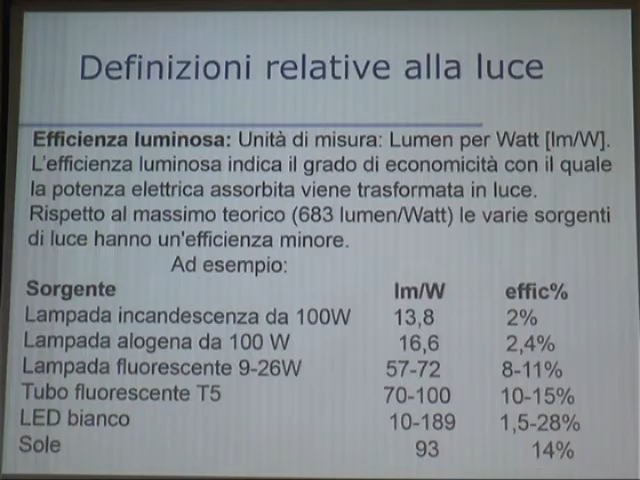 Definizioni relative alla luce
Efficienza luminosa: Unità di misura: Lumen per Watt [lm/W].
L'efficienza luminosa indica il grado di economicità con il quale
la potenza elettrica assorbita viene trasformata in luce.
Rispetto al massimo teorico (683 lumen/Watt) le varie sorgenti
di luce hanno un'efficienza minore.
Ad esempio:
Sorgente lm/W effic%
Lampada incandescenza da 100W 13,8 2%
Lampada alogena da 100 W 16,6 2,4%
Lampada fluorescente 9-26W 57-72 8-11%
Tubo fluorescente T5 70-100 10-15%
LED bianco 10-189 1,5-28%
Sole 93 14%